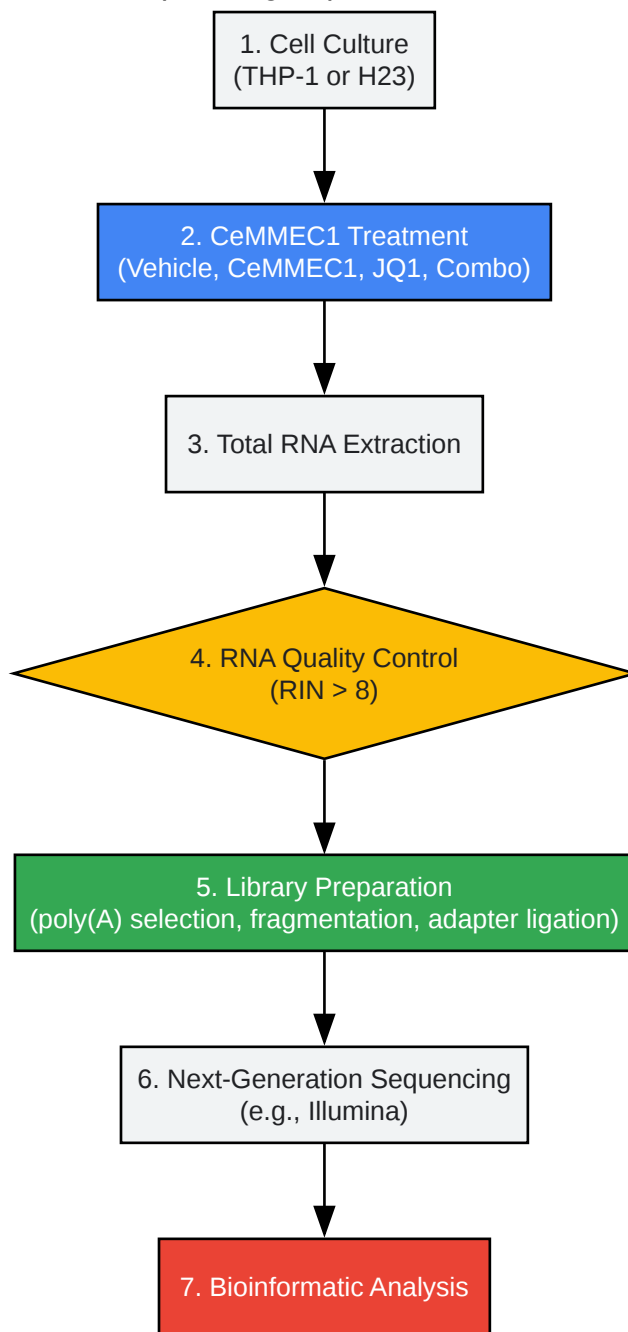 1. Cell Culture
(THP-1 or H23)
2. CeMMEC1 Treatment
(Vehicle, CeMMEC1, JQ1, Combo)
3. Total RNA Extraction
4. RNA Quality Control
(RIN > 8)
5. Library Preparation
(poly(A) selection, fragmentation, adapter ligation)
6. Next-Generation Sequencing
(e.g., Illumina)
7. Bioinformatic Analysis